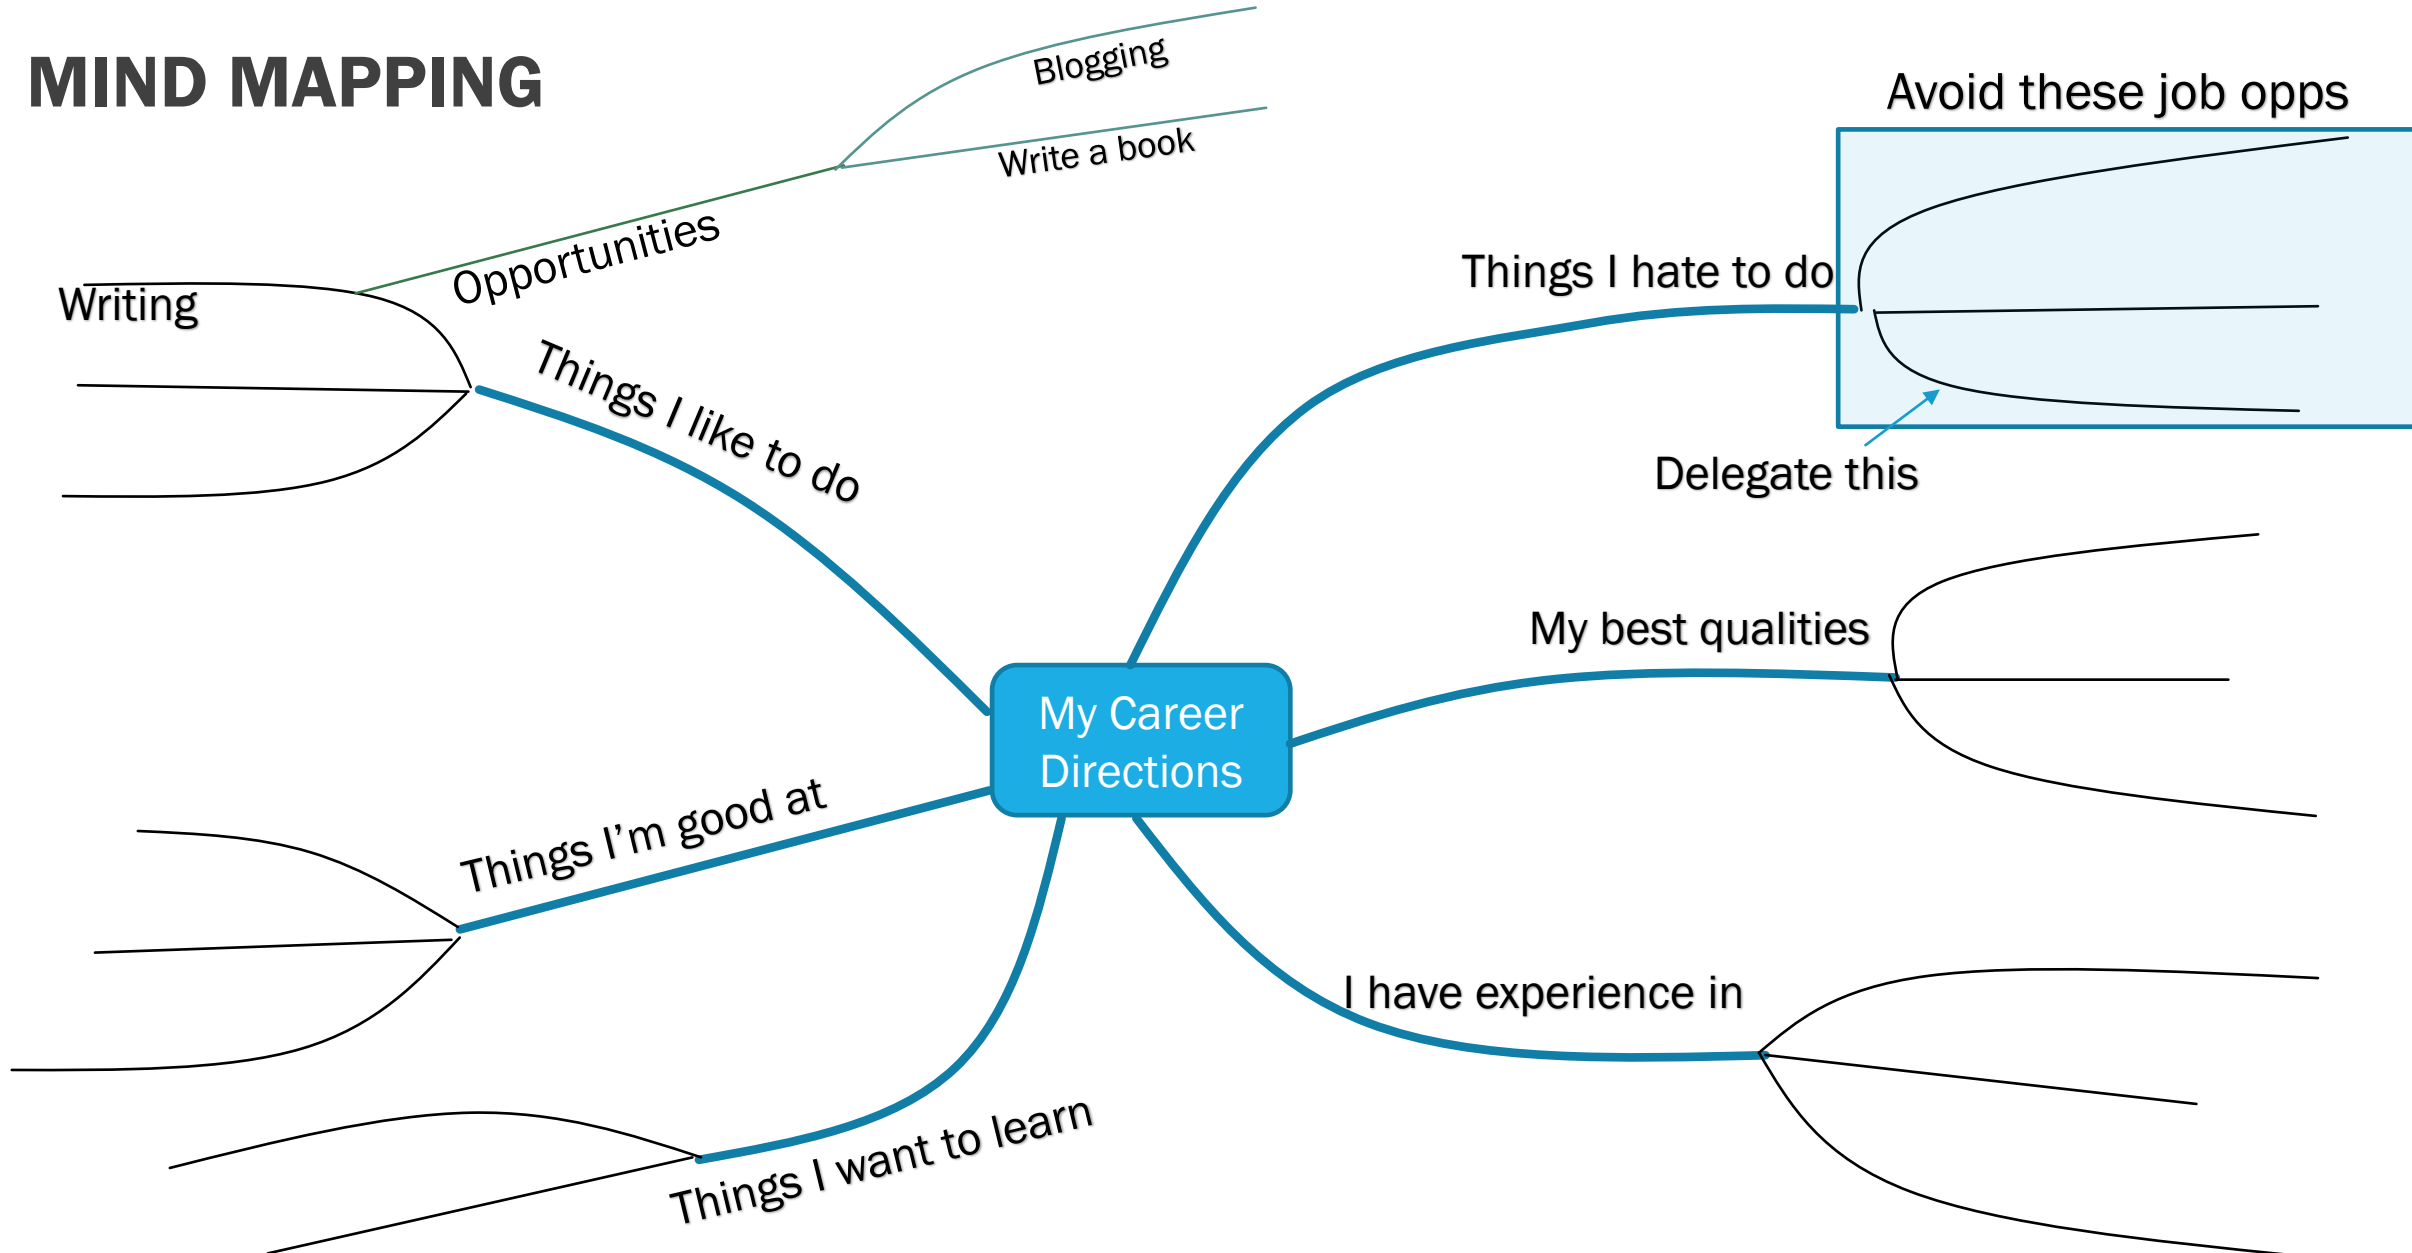 MIND MAPPING
Blogging
Write a book
Opportunities
Writing
Things I like to do
Avoid these job opps
Things I hate to do
Delegate this
My best qualities
My Career
Directions
Things I’m good at
I have experience in
Things I want to learn